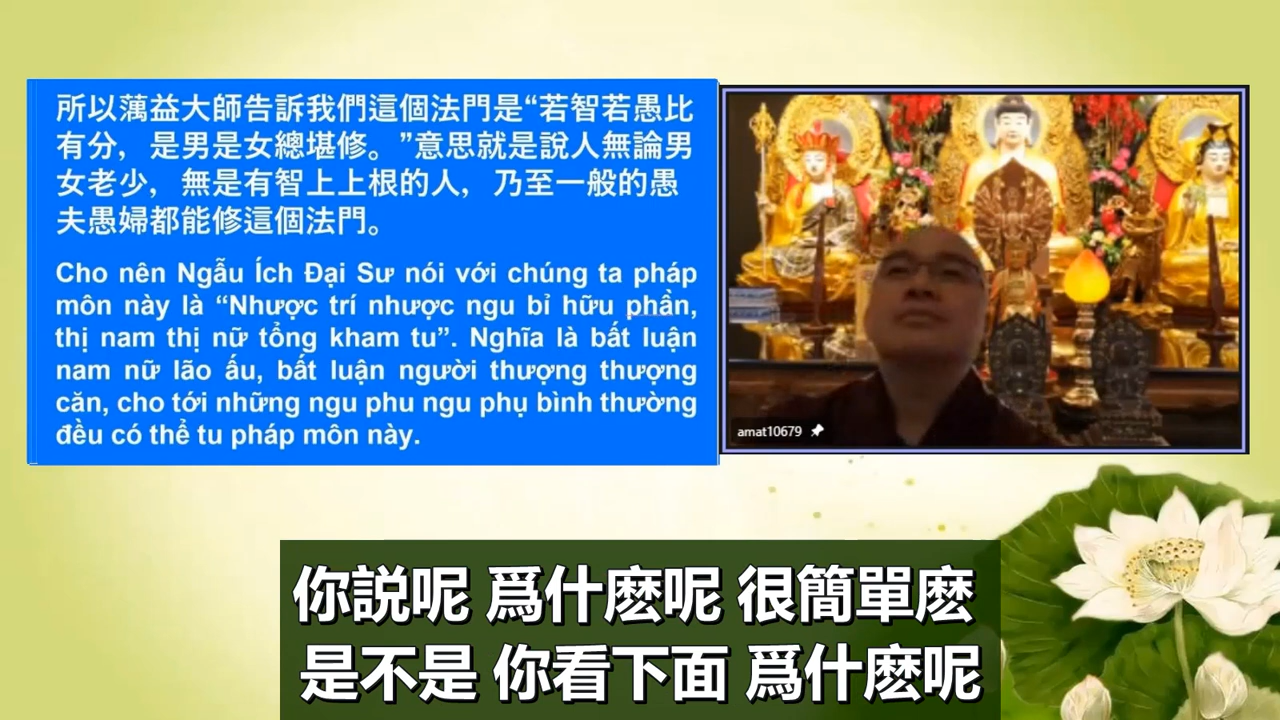 所以蕅益大師告訴我們這個法門是“若智若愚比
有分，是男是女總堪修。”意思就是說人無論男
女老少，無是有智上上根的人，乃至一般的愚
夫愚婦都能修這個法門。
Cho nên Ngẫu Ích Đại Sư nói với chúng ta pháp
môn này là “Nhược trí nhược ngu bỉ hữu phần,
thị nam thị nữ tổng kham tu”. Nghĩa là bất luận
nam nữ lão ấu, bất luận người thượng thượng
căn, cho tới những ngu phu ngu phụ bình thường
đều có thể tu pháp môn này.
amat10679
你説呢 爲什麽呢 很簡單麽
是不是 你看下面 爲什麽呢